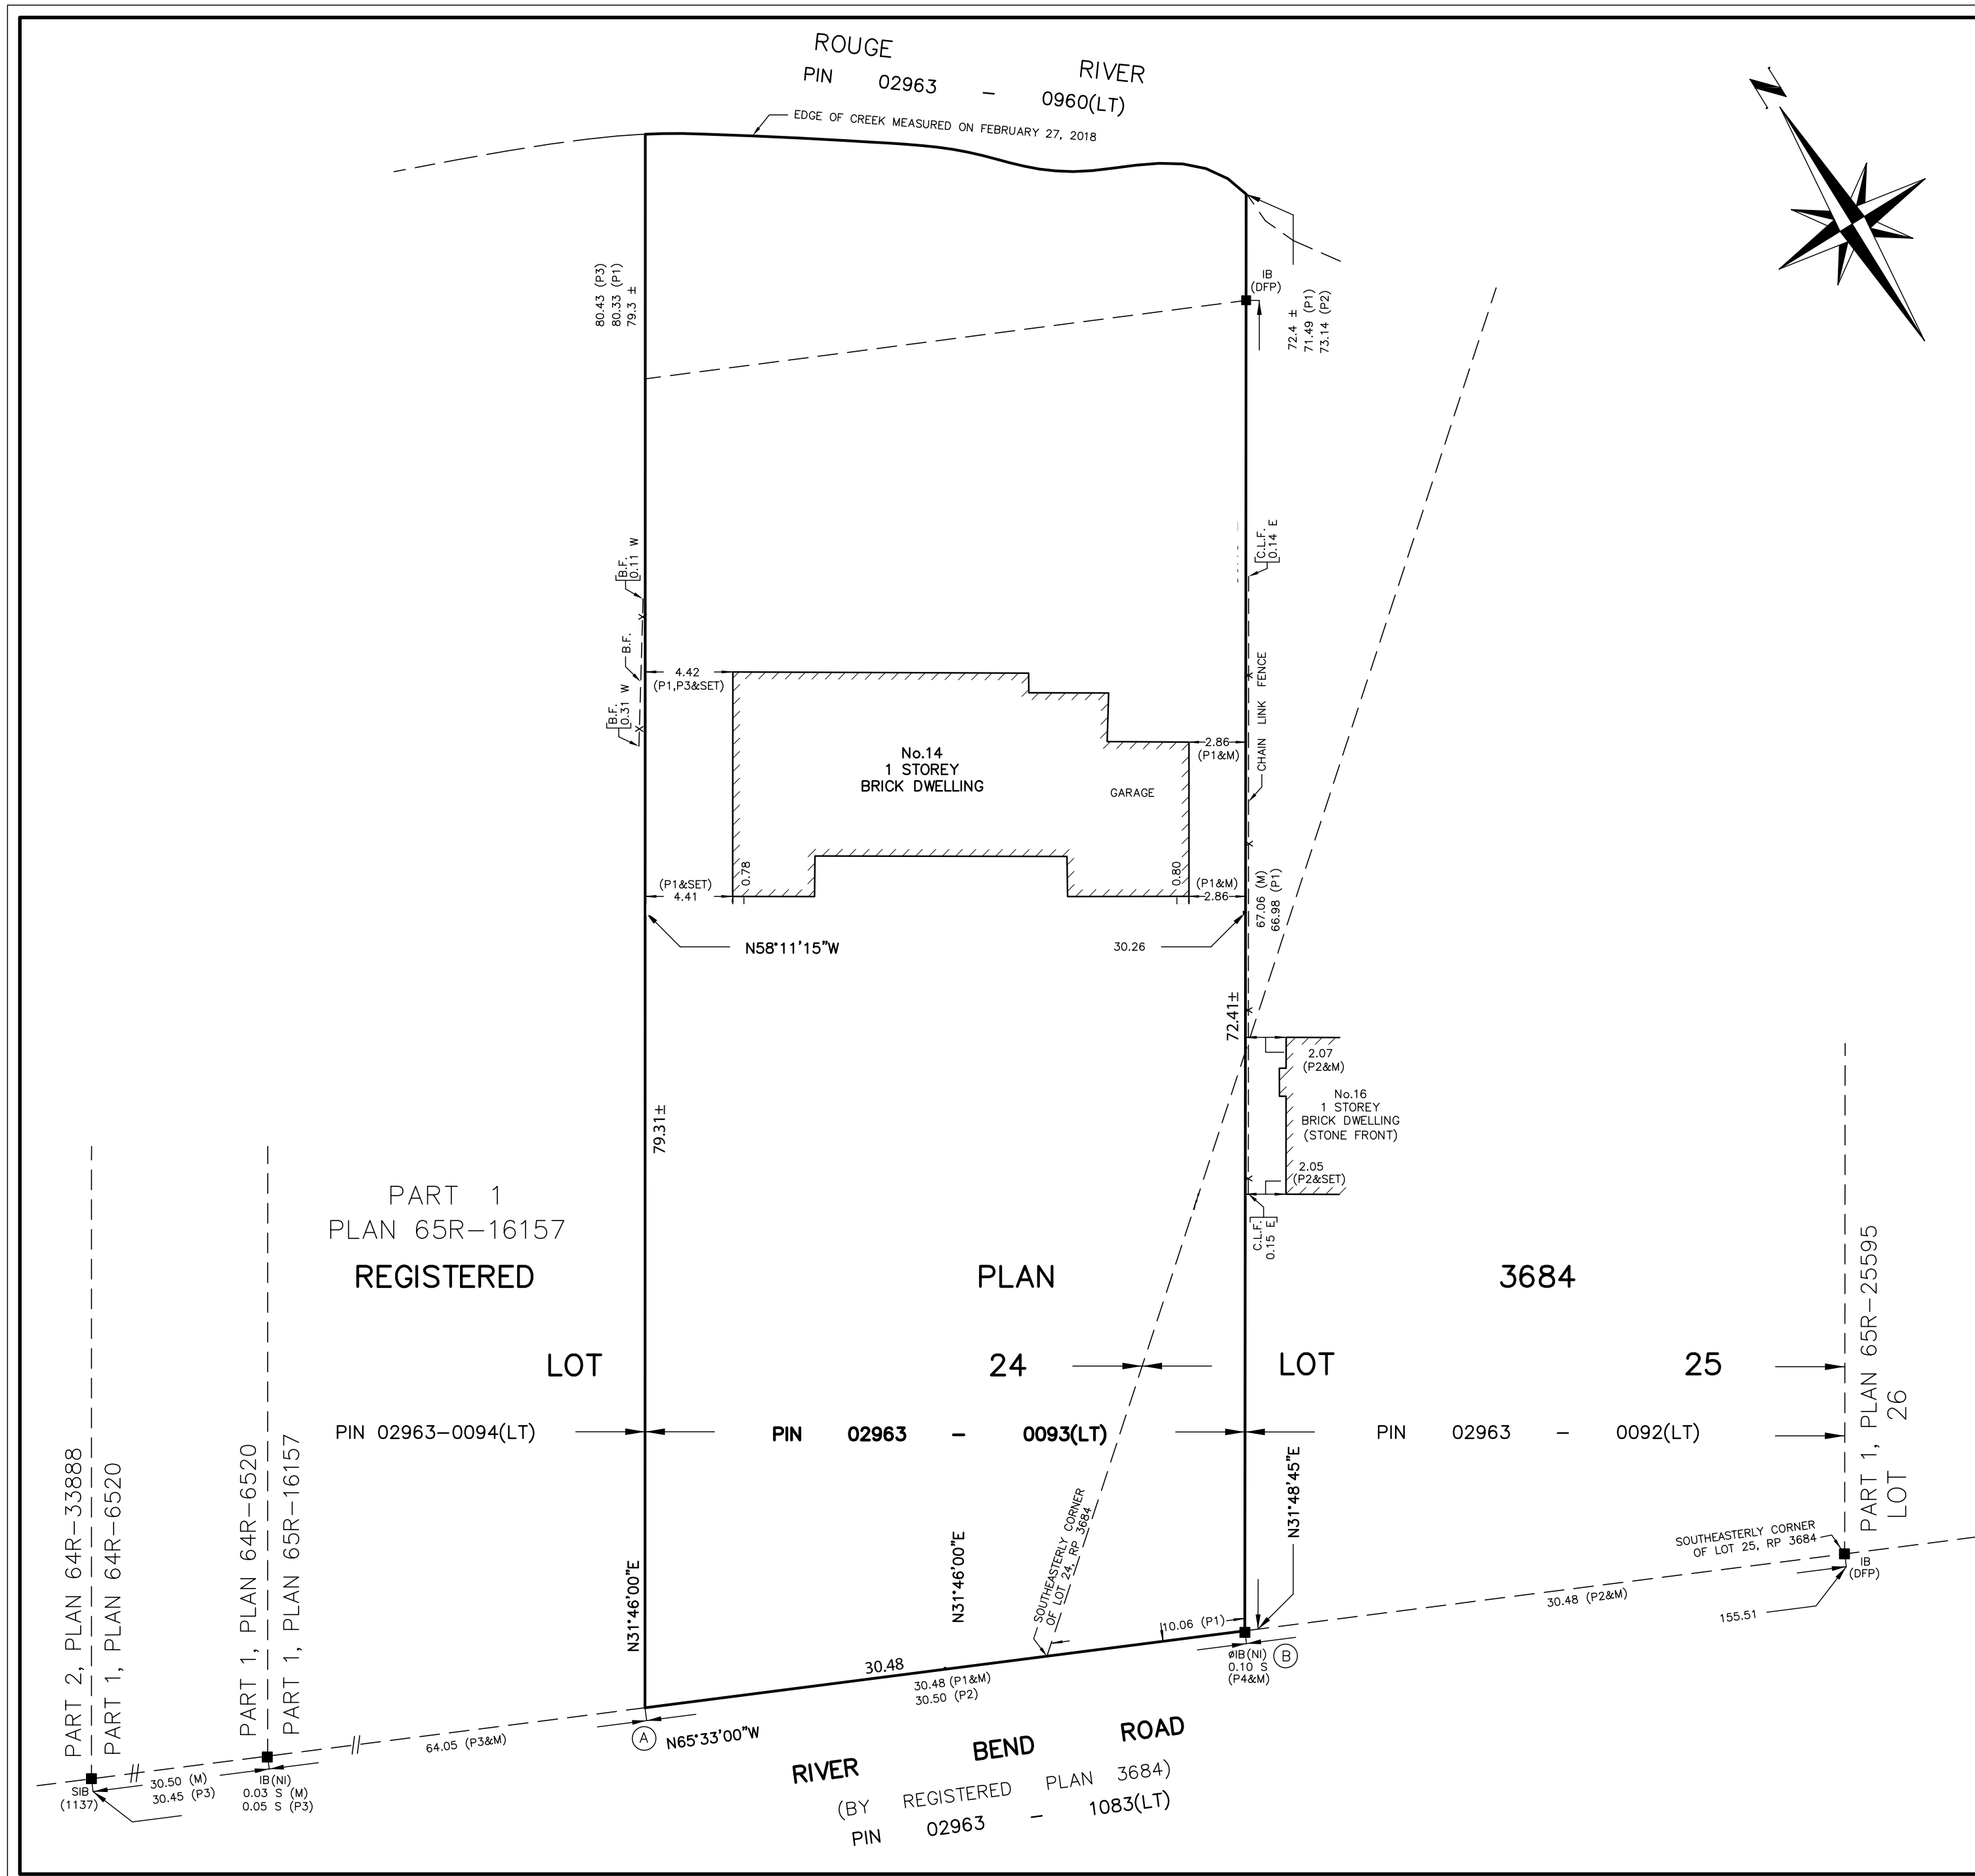 ROUGE RIVER
PIN 02963 - 0960(LT)
EDGE OF CREEK MEASURED ON FEBRUARY 27, 2018
N
80.43 (P3)
80.33 (P1)
79.3 ±
IB
(DFP)
72.4 ±
71.49 (P1)
73.14 (P2)
B.F.
0.11 W
B.F.
B.F.
0.31 W
C.L.F.
0.14 E
CHAIN LINK FENCE
4.42
(P1,P3&SET)
No.14
1 STOREY
BRICK DWELLING
GARAGE
2.86
(P1&M)
(P1&SET)
4.41
0.78
0.80
(P1&M)
2.86
67.06 (M)
66.98 (P1)
N58°11'15"W
30.26
72.41±
79.31±
2.07
(P2&M)
No.16
1 STOREY
BRICK DWELLING
(STONE FRONT)
2.05
(P2&SET)
C.L.F.
0.15 E
PART 1
PLAN 65R-16157
REGISTERED PLAN 3684
LOT 24 LOT 25
PIN 02963-0094(LT)
PIN 02963 - 0093(LT)
PIN 02963 - 0092(LT)
PART 1, PLAN 65R-25595
LOT 26
PART 2, PLAN 64R-33888
PART 1, PLAN 64R-6520
PART 1, PLAN 64R-6520
PART 1, PLAN 65R-16157
N31°46'00"E
N31°46'00"E
SOUTHEASTERLY CORNER
OF LOT 24, RP 3684
N31°48'45"E
SOUTHEASTERLY CORNER
OF LOT 25, RP 3684
IB
(DFP)
30.48 (P2&M)
155.51
10.06 (P1)
øIB(NI)
0.10 S
(P4&M)
B
30.48
30.48 (P1&M)
30.50 (P2)
A
N65°33'00"W
64.05 (P3&M)
SIB
(1137)
30.50 (M)
30.45 (P3)
IB(NI)
0.03 S (M)
0.05 S (P3)
RIVER BEND ROAD
(BY REGISTERED PLAN 3684)
PIN 02963 - 1083(LT)